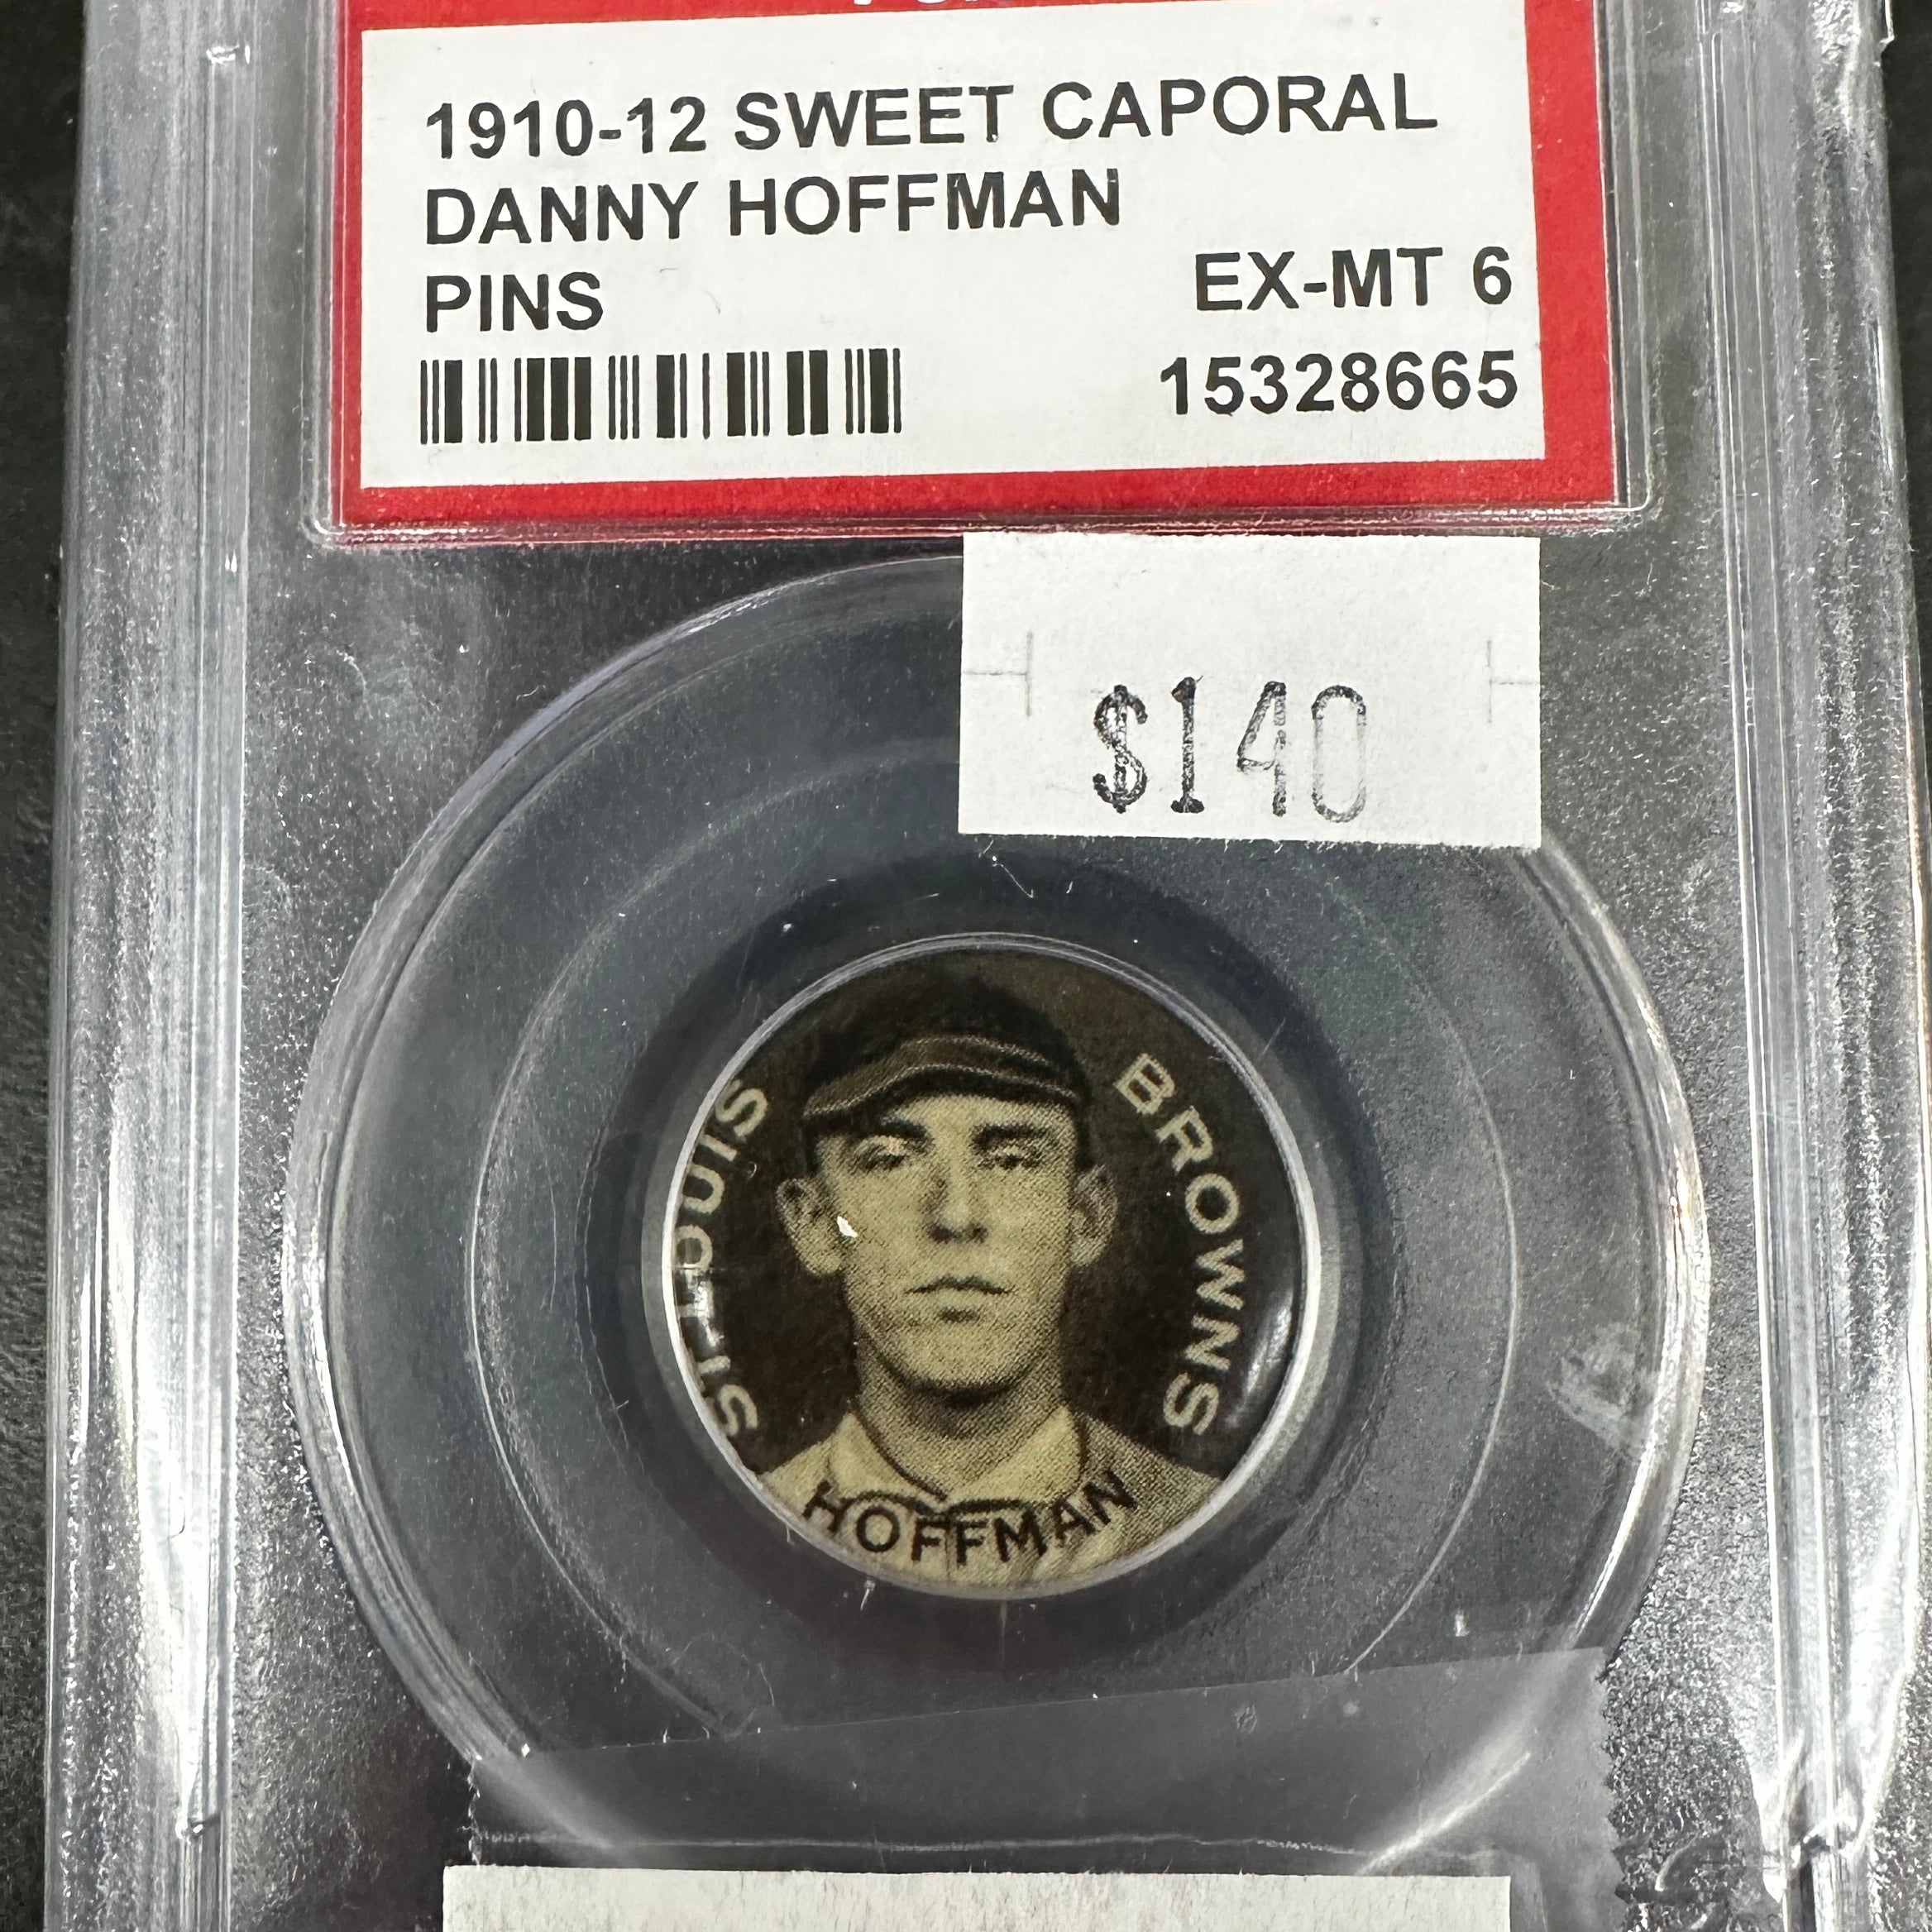 1910-12 SWEET CAPORAL
DANNY HOFFMAN
PINS
EX-MT 6
15328665
$140
ST. LOUIS
BROWNS
HOFFMAN